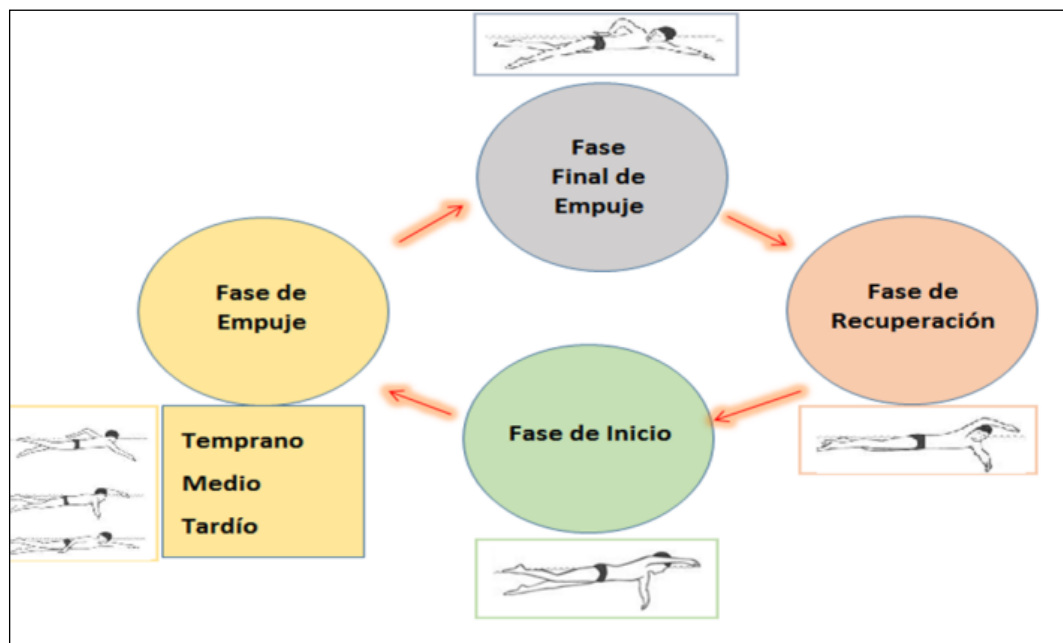 Fase
Final de
Empuje
Fase de
Empuje
Fase de
Recuperación
Fase de Inicio
Temprano
Medio
Tardío